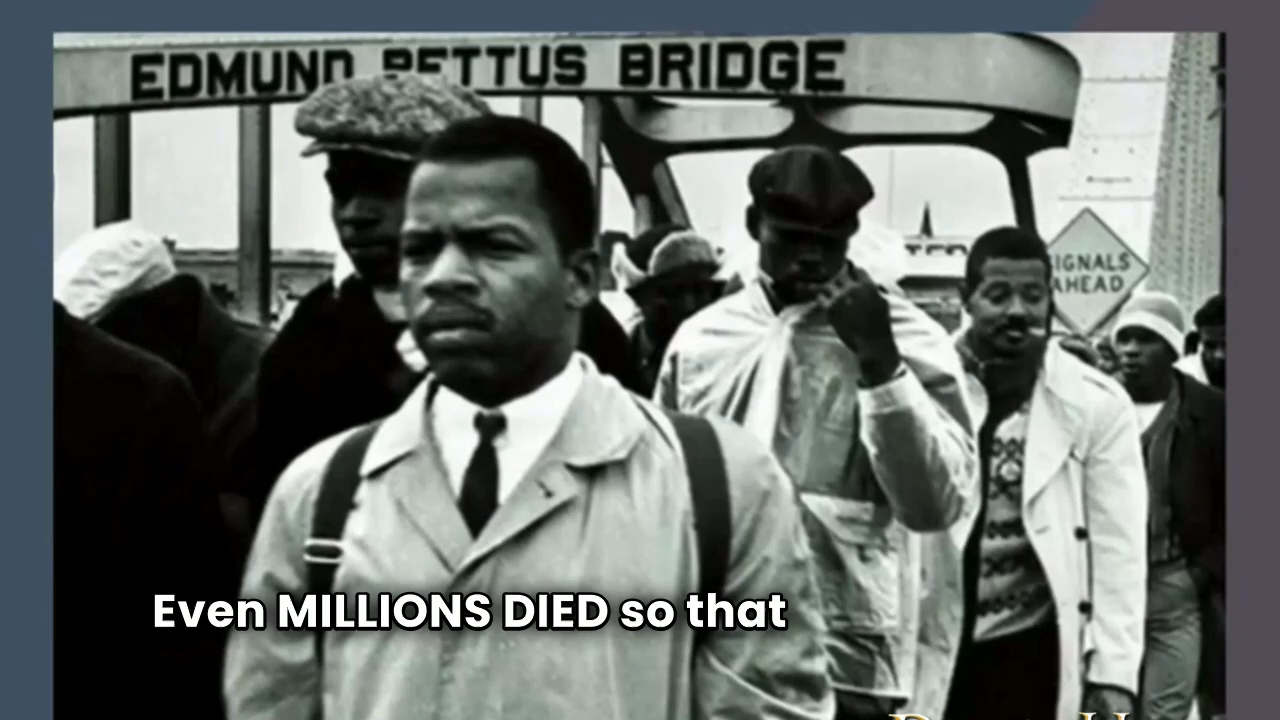 EDMUND PETTUS BRIDGE
SIGNALS
AHEAD
Even MILLIONS DIED so that